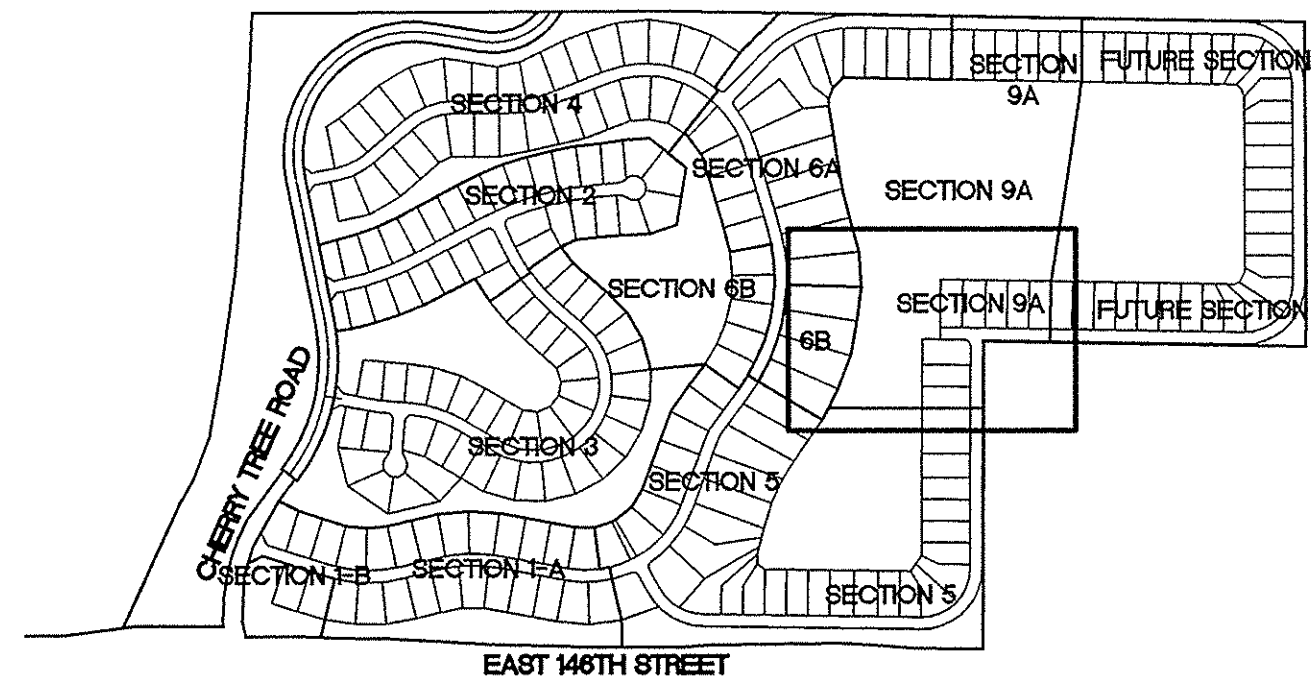 SECTION 9A
FUTURE SECTION
SECTION 4
SECTION 6A
SECTION 2
SECTION 9A
SECTION 6B
SECTION 9A
FUTURE SECTION
6B
CHERRY TREE ROAD
SECTION 3
SECTION 5
SECTION 1-B
SECTION 1-A
SECTION 5
EAST 146TH STREET